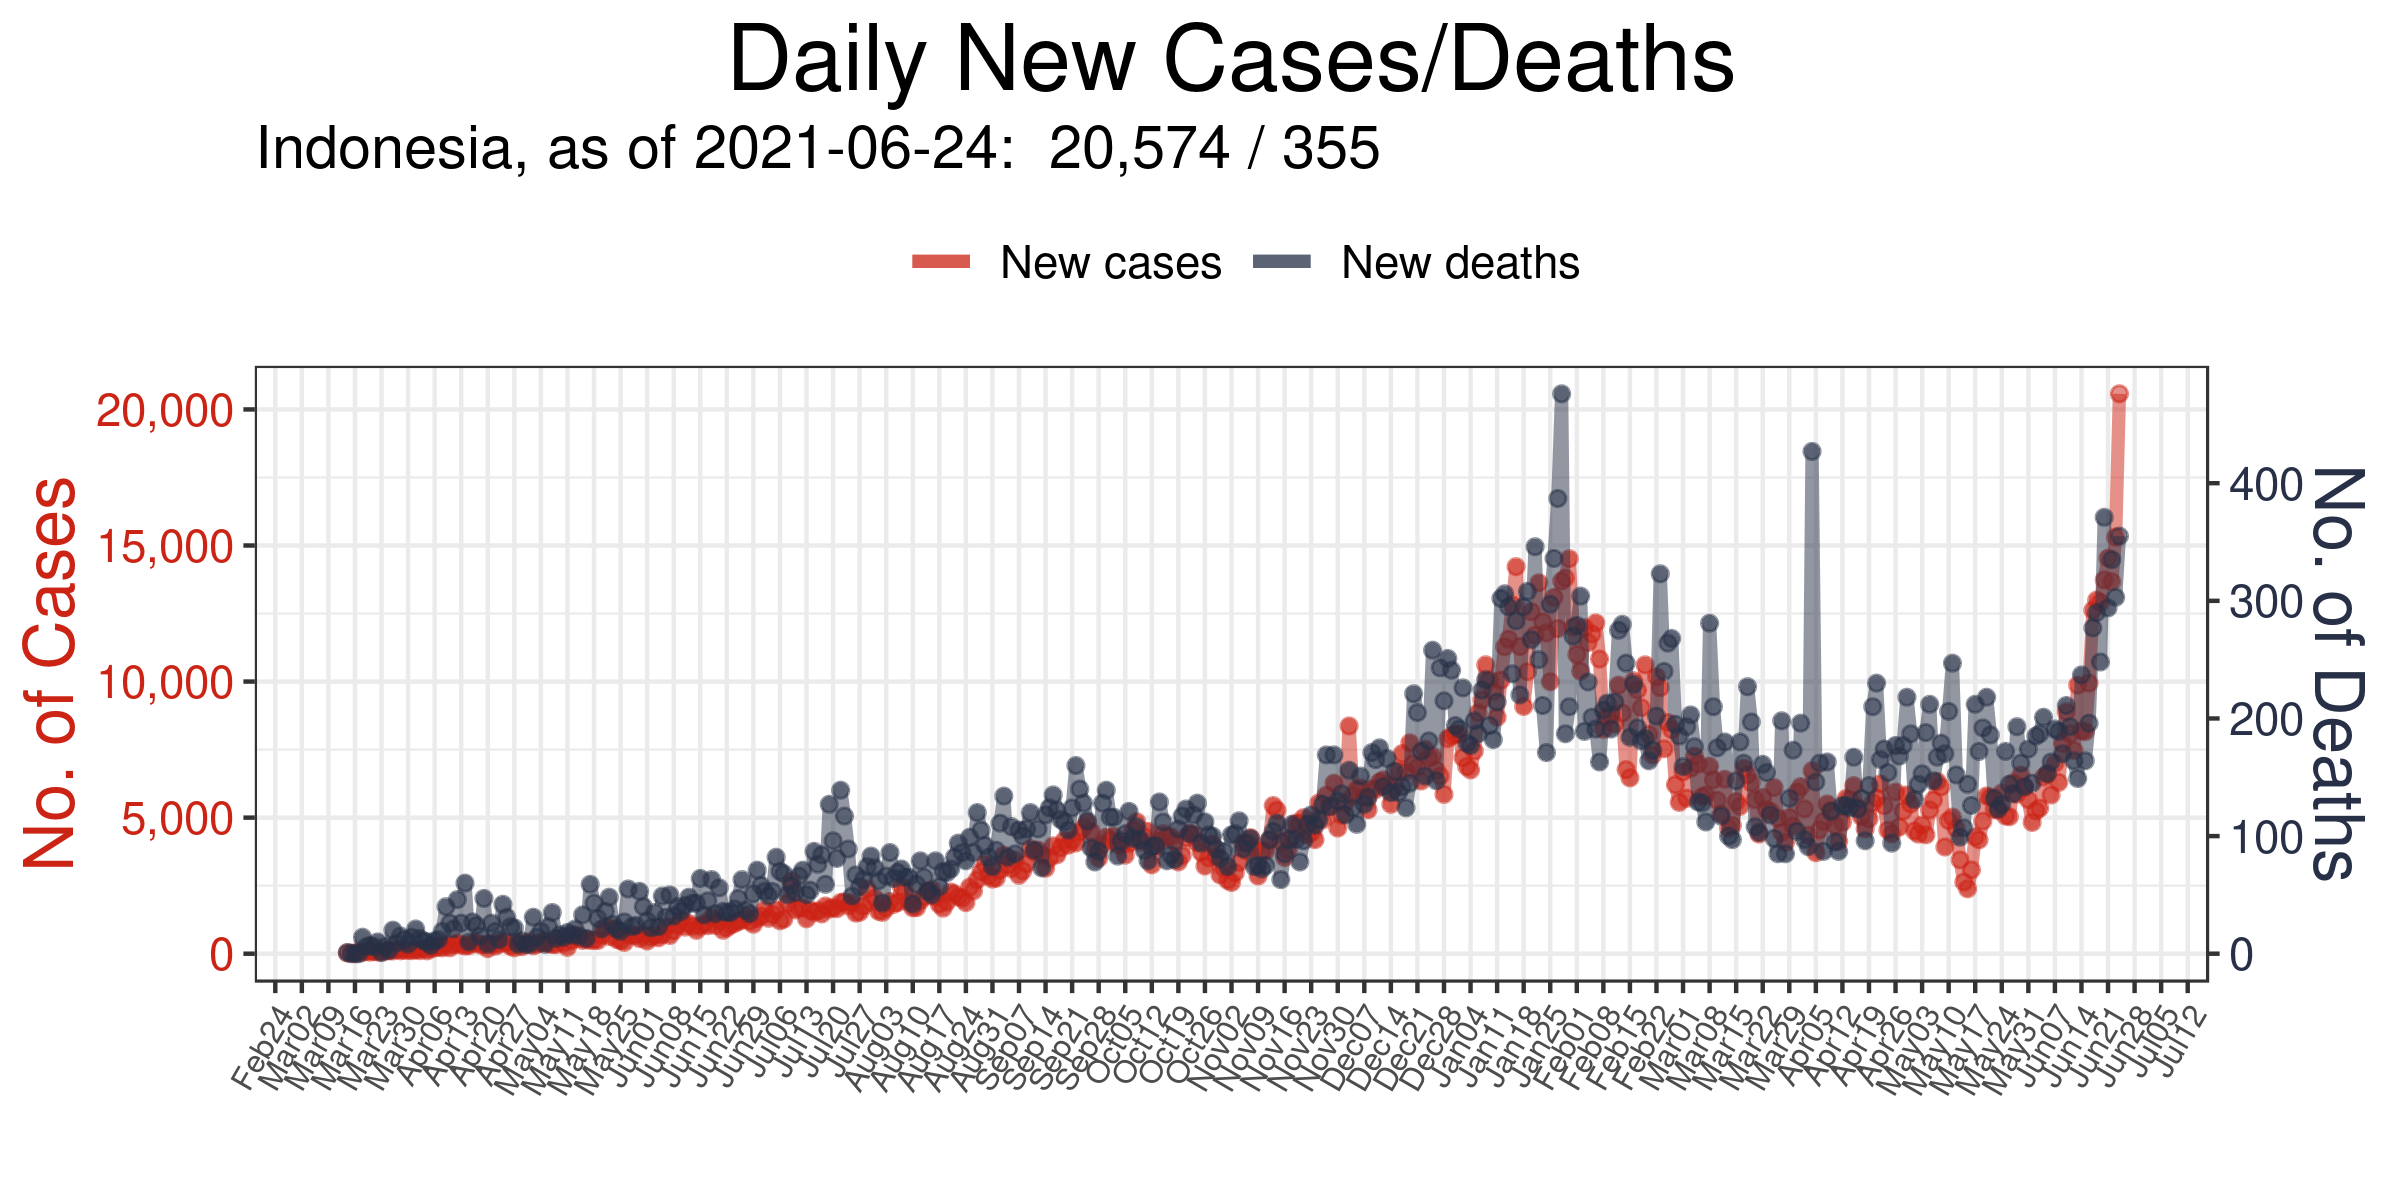 Daily New Cases/Deaths
Indonesia, as of 2021-06-24:  20,574 / 355
New cases New deaths
No. of Cases
20,000
15,000
10,000
5,000
0
400
300
200
100
0
No. of Deaths
Feb24 Mar02 Mar09 Mar16 Mar23 Mar30 Apr06 Apr13 Apr20 Apr27 May04 May11 May18 May25 Jun01 Jun08 Jun15 Jun22 Jun29 Jul06 Jul13 Jul20 Jul27 Aug03 Aug10 Aug17 Aug24 Aug31 Sep07 Sep14 Sep21 Sep28 Oct05 Oct12 Oct19 Oct26 Nov02 Nov09 Nov16 Nov23 Nov30 Dec07 Dec14 Dec21 Dec28 Jan04 Jan11 Jan18 Jan25 Feb01 Feb08 Feb15 Feb22 Mar01 Mar08 Mar15 Mar22 Mar29 Apr05 Apr12 Apr19 Apr26 May03 May10 May17 May24 May31 Jun07 Jun14 Jun21 Jun28 Jul05 Jul12